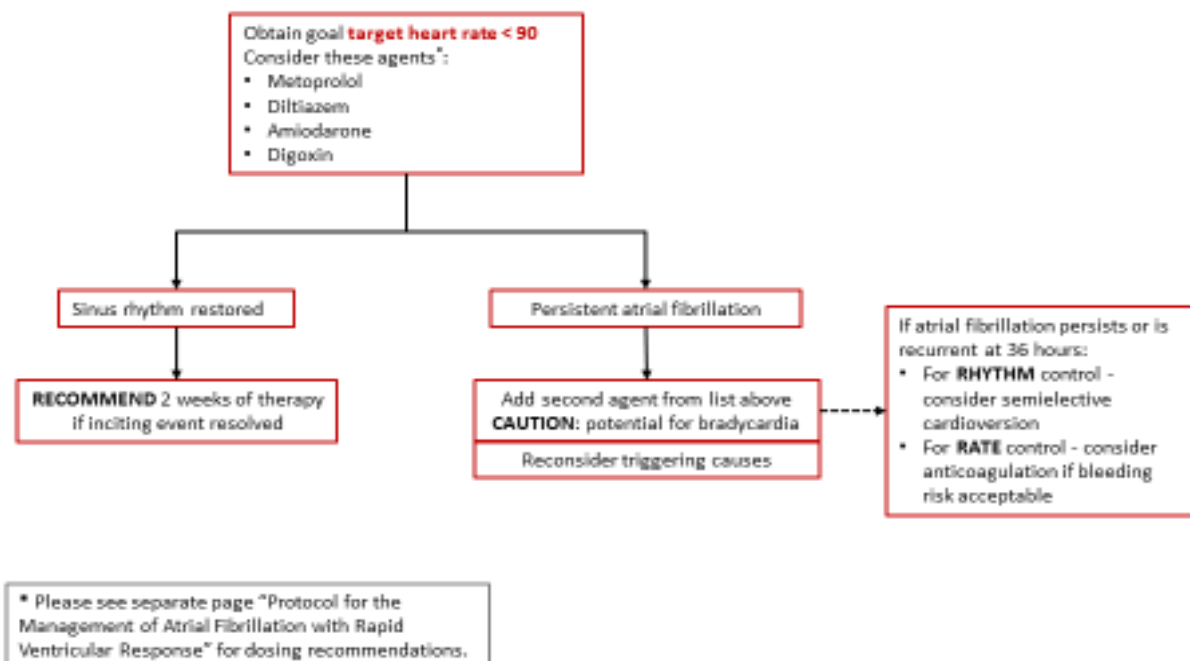 Obtain goal target heart rate < 90
Consider these agents*:
• Metoprolol
• Diltiazem
• Amiodarone
• Digoxin
Sinus rhythm restored
RECOMMEND 2 weeks of therapy
if inciting event resolved
Persistent atrial fibrillation
Add second agent from list above
CAUTION: potential for bradycardia
Reconsider triggering causes
If atrial fibrillation persists or is
recurrent at 36 hours:
• For RHYTHM control -
consider semielective
cardioversion
• For RATE control - consider
anticoagulation if bleeding
risk acceptable
* Please see separate page "Protocol for the
Management of Atrial Fibrillation with Rapid
Ventricular Response" for dosing recommendations.